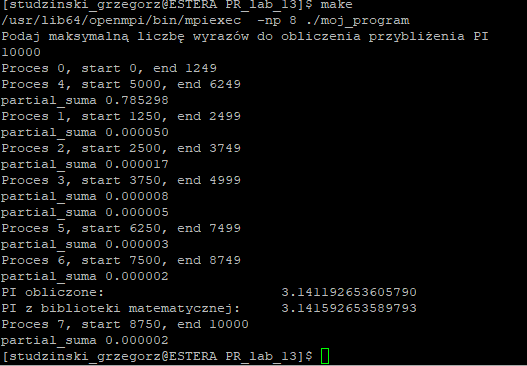 [studzinski_grzegorz@ESTERA PR_lab_13]$ make
/usr/lib64/openmpi/bin/mpiexec  -np 8 ./moj_program
Podaj maksymalną liczbę wyrazów do obliczenia przybliżenia PI
10000
Proces 0, start 0, end 1249
Proces 4, start 5000, end 6249
partial_suma 0.785298
Proces 1, start 1250, end 2499
partial_suma 0.000050
Proces 2, start 2500, end 3749
partial_suma 0.000017
Proces 3, start 3750, end 4999
partial_suma 0.000008
partial_suma 0.000005
Proces 5, start 6250, end 7499
partial_suma 0.000003
Proces 6, start 7500, end 8749
partial_suma 0.000002
PI obliczone:                      3.141192653605790
PI z biblioteki matematycznej:     3.141592653589793
Proces 7, start 8750, end 10000
partial_suma 0.000002
[studzinski_grzegorz@ESTERA PR_lab_13]$